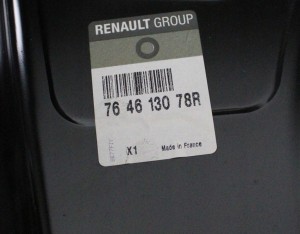 RENAULT GROUP
76 46 130 78R
X1 Made in France